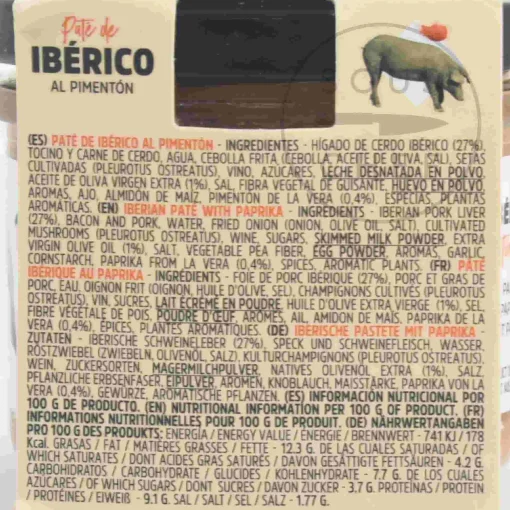 Paté de
IBÉRICO
AL PIMENTÓN
(ES) PATÉ DE IBÉRICO AL PIMENTÓN - INGREDIENTES - HÍGADO DE CERDO IBÉRICO (27%),
TOCINO Y CARNE DE CERDO, AGUA, CEBOLLA FRITA (CEBOLLA, ACEITE DE OLIVA, SAL), SETAS
CULTIVADAS (PLEUROTUS OSTREATUS), VINO, AZÚCARES, LECHE DESNATADA EN POLVO,
ACEITE DE OLIVA VIRGEN EXTRA (1%), SAL, FIBRA VEGETAL DE GUISANTE, HUEVO EN POLVO,
AROMAS, AJO, ALMIDÓN DE MAÍZ, PIMENTÓN DE LA VERA (0,4%), ESPECIAS, PLANTAS
AROMÁTICAS. (EN) IBERIAN PATÉ WITH PAPRIKA - INGREDIENTS - IBERIAN PORK LIVER
(27%), BACON AND PORK, WATER, FRIED ONION (ONION, OLIVE OIL, SALT), CULTIVATED
MUSHROOMS (PLEUROTUS OSTREATUS), WINE, SUGARS, SKIMMED MILK POWDER, EXTRA
VIRGIN OLIVE OIL (1%), SALT, VEGETABLE PEA FIBER, EGG POWDER, AROMAS, GARLIC,
CORNSTARCH, PAPRIKA FROM LA VERA (0,4%), SPICES, AROMATIC PLANTS. (FR) PATÉ
IBÉRIQUE AU PAPRIKA - INGRÉDIENTS - FOIE DE PORC IBÉRIQUE (27%), PORC ET GRAS DE
PORC, EAU, OIGNON FRIT (OIGNON, HUILE D'OLIVE, SEL), CHAMPIGNONS CULTIVÉS (PLEUROTUS
OSTREATUS), VIN, SUCRES, LAIT ÉCRÉMÉ EN POUDRE, HUILE D'OLIVE EXTRA VIERGE (1%), SEL,
FIBRE VÉGÉTALE DE POIS, POUDRE D'ŒUF, ARÔMES, AIL, AMIDON DE MAÏS, PAPRIKA DE LA
VERA (0,4%), ÉPICES, PLANTES AROMATIQUES. (DE) IBERISCHE PASTETE MIT PAPRIKA -
ZUTATEN - IBERISCHE SCHWEINELEBER (27%), SPECK UND SCHWEINEFLEISCH, WASSER,
RÖSTZWIEBEL (ZWIEBELN, OLIVENÖL, SALZ), KULTURCHAMPIGNONS (PLEUROTUS OSTREATUS),
WEIN, ZUCKERSORTEN, MAGERMILCHPULVER, NATIVES OLIVENÖL EXTRA (1%), SALZ,
PFLANZLICHE ERBSENFASER, EIPULVER, AROMEN, KNOBLAUCH, MAISSTÄRKE, PAPRIKA VON LA
VERA (0,4%), GEWÜRZE, AROMATISCHE PFLANZEN. (ES) INFORMACIÓN NUTRICIONAL POR
100 G DE PRODUCTO. (EN) NUTRITIONAL INFORMATION PER 100 G OF PRODUCT. (FR)
INFORMATIONS NUTRITIONNELLES POUR 100 G DE PRODUIT. (DE) NÄHRWERTANGABEN
PRO 100 G DES PRODUKTS: ENERGÍA / ENERGY VALUE / ÉNERGIE / BRENNWERT - 741 KJ / 178
Kcal. GRASAS / FAT / MATIÈRES GRASSES / FETTE - 12.3 G. DE LAS CUALES SATURADAS / OF
WHICH SATURATES / DONT ACIDES GRAS SATURÉS / DAVON GESÄTTIGTE FETTSÄUREN - 4.2 G.
CARBOHIDRATOS / CARBOHYDRATE / GLUCIDES / KOHLENHYDRATE - 7.7 G. DE LOS CUALES
AZÚCARES / OF WHICH SUGARS / DONT SUCRES / DAVON ZUCKER - 3.7 G. PROTEÍNAS / PROTEIN
/ PROTÉINES / EIWEIß - 9.1 G. SAL / SALT / SEL / SALZ - 1.77 G.